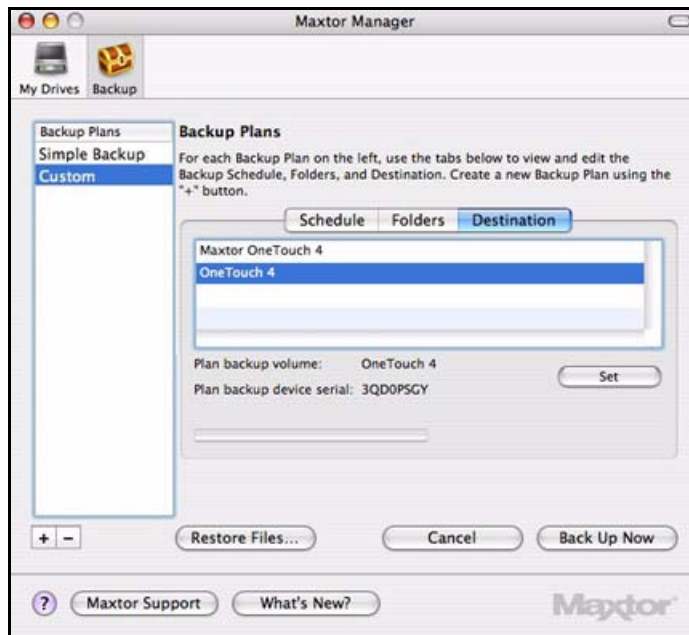 Maxtor Manager
My Drives
Backup
Backup Plans
Simple Backup
Custom
Backup Plans
For each Backup Plan on the left, use the tabs below to view and edit the
Backup Schedule, Folders, and Destination. Create a new Backup Plan using the
"+" button.
Schedule
Folders
Destination
Maxtor OneTouch 4
OneTouch 4
Plan backup volume: OneTouch 4
Plan backup device serial: 3QD0PSGY
Set
+ -
Restore Files...
Cancel
Back Up Now
?
Maxtor Support
What's New?
Maxtor